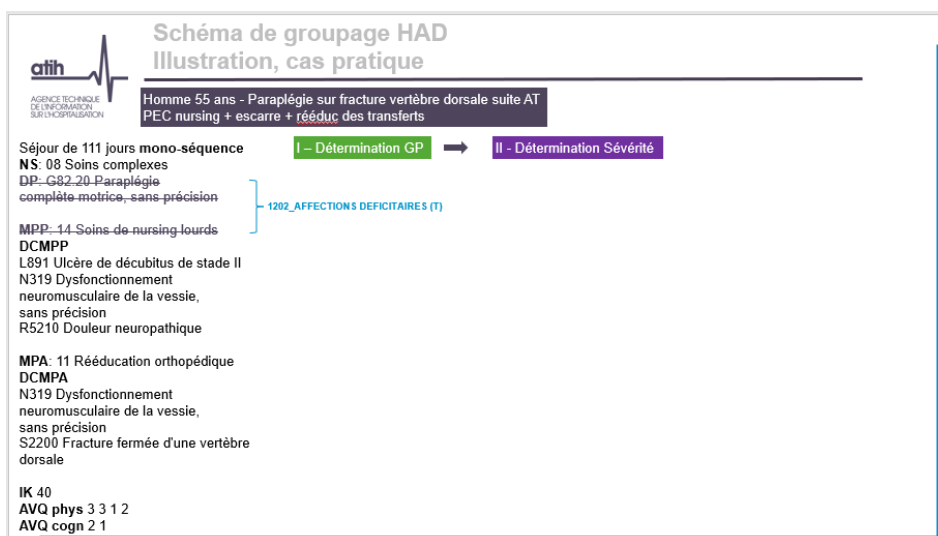 Schéma de groupage HAD
Illustration, cas pratique
atih
AGENCE TECHNIQUE
DE L'INFORMATION
SUR L'HOSPITALISATION
Homme 55 ans - Paraplégie sur fracture vertèbre dorsale suite AT
PEC nursing + escarre + rééduc des transferts
I – Détermination GP
II - Détermination Sévérité
Séjour de 111 jours mono-séquence
NS: 08 Soins complexes
DP: G82.20 Paraplégie
complète motrice, sans précision
1202_AFFECTIONS DEFICITAIRES (T)
MPP: 14 Soins de nursing lourds
DCMPP
L891 Ulcère de décubitus de stade II
N319 Dysfonctionnement
neuromusculaire de la vessie,
sans précision
R5210 Douleur neuropathique
MPA: 11 Rééducation orthopédique
DCMPA
N319 Dysfonctionnement
neuromusculaire de la vessie,
sans précision
S2200 Fracture fermée d'une vertèbre
dorsale
IK 40
AVQ phys 3 3 1 2
AVQ cogn 2 1